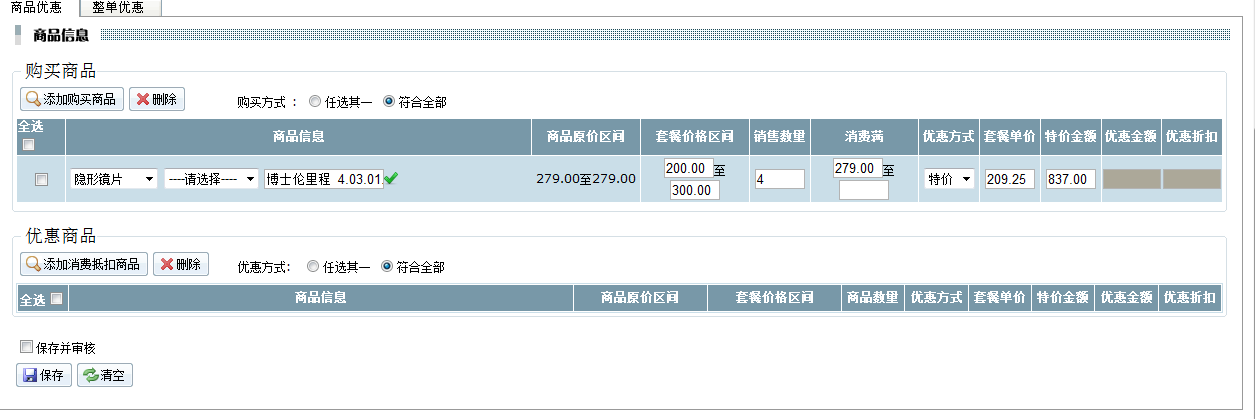 商品优惠 整单优惠
商品信息
购买商品
添加购买商品 删除 购买方式 ： 任选其一 符合全部
全选 商品信息 商品原价区间 套餐价格区间 销售数量 消费满 优惠方式 套餐单价 特价金额 优惠金额 优惠折扣
隐形镜片 ----请选择---- 博士伦里程 4.03.01 279.00至279.00 200.00 至 300.00 4 279.00 至 特价 209.25 837.00
优惠商品
添加消费抵扣商品 删除 优惠方式： 任选其一 符合全部
全选 商品信息 商品原价区间 套餐价格区间 商品数量 优惠方式 套餐单价 特价金额 优惠金额 优惠折扣
保存并审核
保存 清空